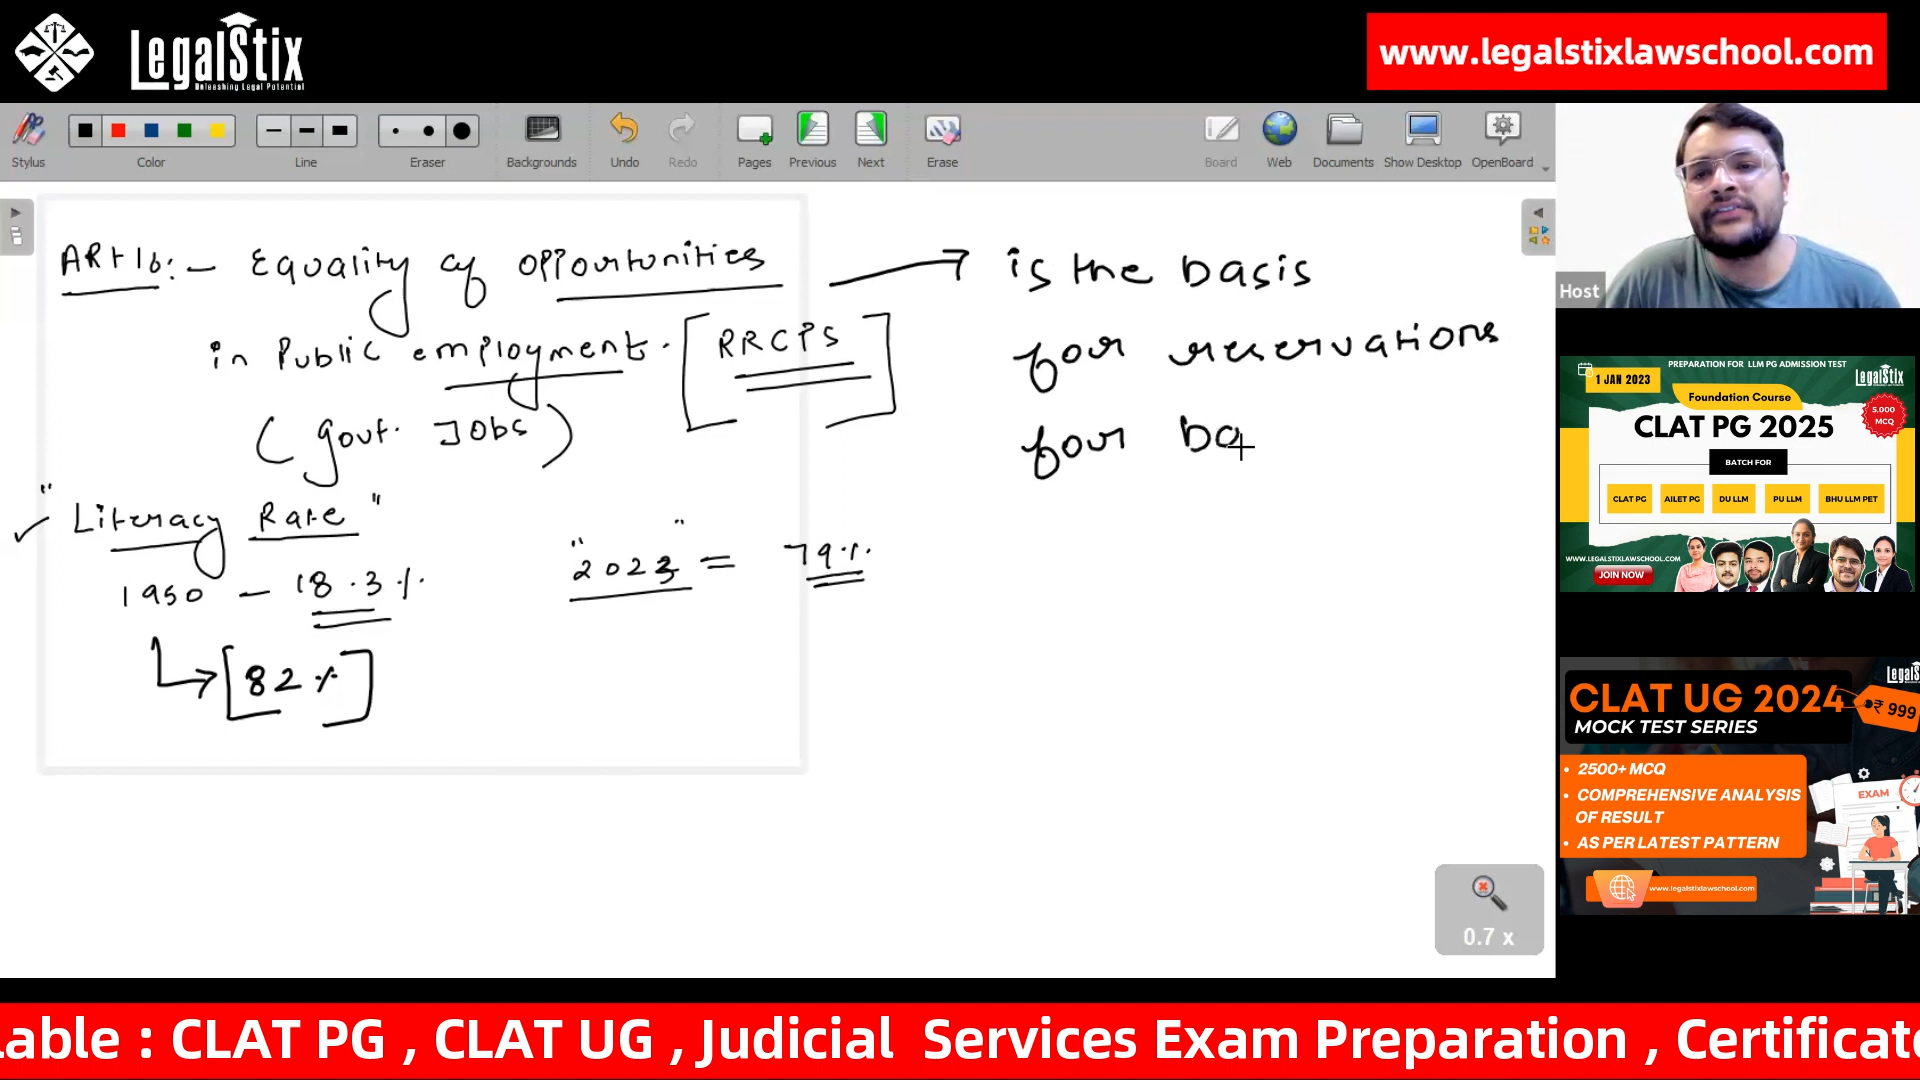 LegalStix
Unleashing Legal Potential
www.legalstixlawschool.com
Stylus
Color
Line
Eraser
Backgrounds
Undo
Redo
Pages
Previous
Next
Erase
Board
Web
Documents
Show Desktop
OpenBoard
ART 16:- Equality of opportunities
in Public employment. [RRCPS]
(Govt. Jobs)
"Literacy Rate"
1950 - 18.3%
"2023" = 79%
[82%]
is the basis
for reservations
for ba
0.7 x
Host
1 JAN 2023
PREPARATION FOR LLM PG ADMISSION TEST
LegalStix
Foundation Course
5,000
MCQ
CLAT PG 2025
BATCH FOR
CLAT PG
AILET PG
DU LLM
PU LLM
BHU LLM PET
WWW.LEGALSTIXLAWSCHOOL.COM
JOIN NOW
Legals
CLAT UG 2024
₹ 999
MOCK TEST SERIES
• 2500+ MCQ
• COMPREHENSIVE ANALYSIS
OF RESULT
• AS PER LATEST PATTERN
EXAM
www.legalstixlawschool.com
lable : CLAT PG , CLAT UG , Judicial Services Exam Preparation , Certificate